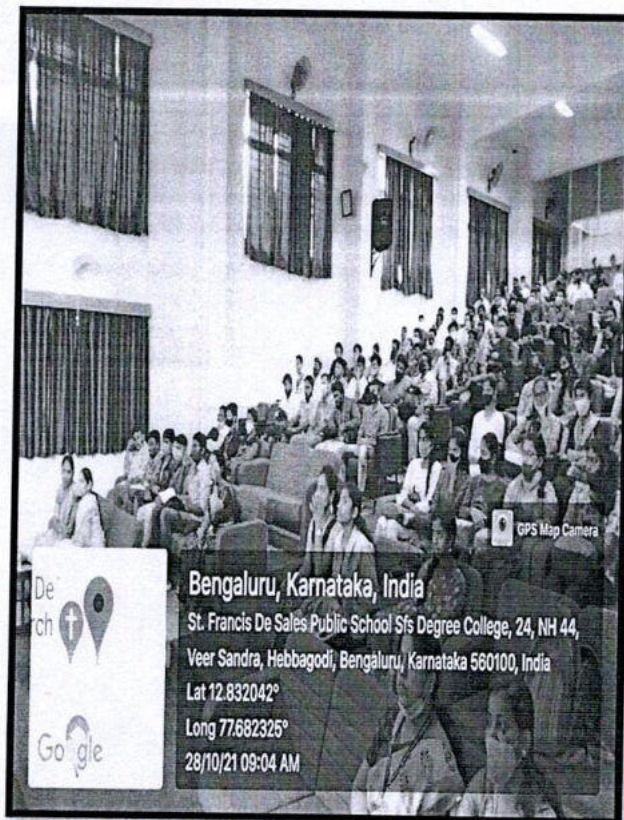 GPS Map Camera
De
rch
Google
Bengaluru, Karnataka, India
St. Francis De Sales Public School Sfs Degree College, 24, NH 44,
Veer Sandra, Hebbagodi, Bengaluru, Karnataka 560100, India
Lat 12.832042°
Long 77.682325°
28/10/21 09:04 AM